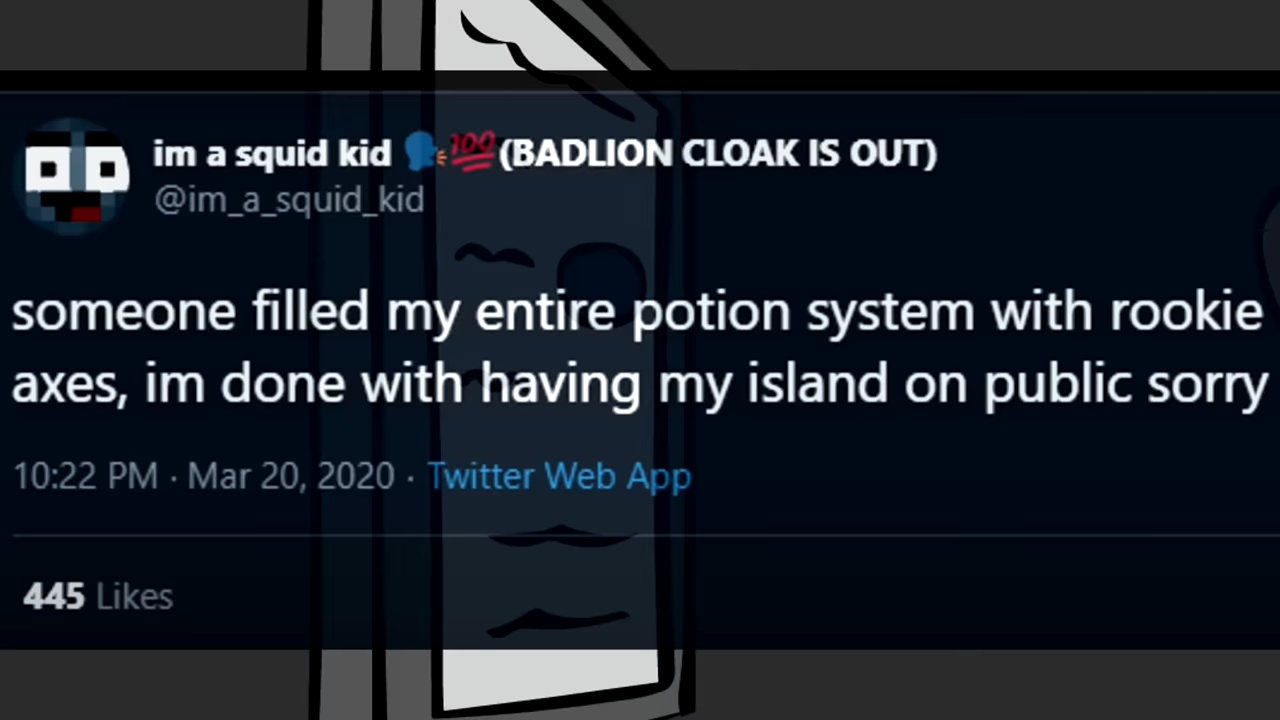 im a squid kid 🗣️💯(BADLION CLOAK IS OUT)
@im_a_squid_kid
someone filled my entire potion system with rookie
axes, im done with having my island on public sorry
10:22 PM · Mar 20, 2020 · Twitter Web App
445 Likes